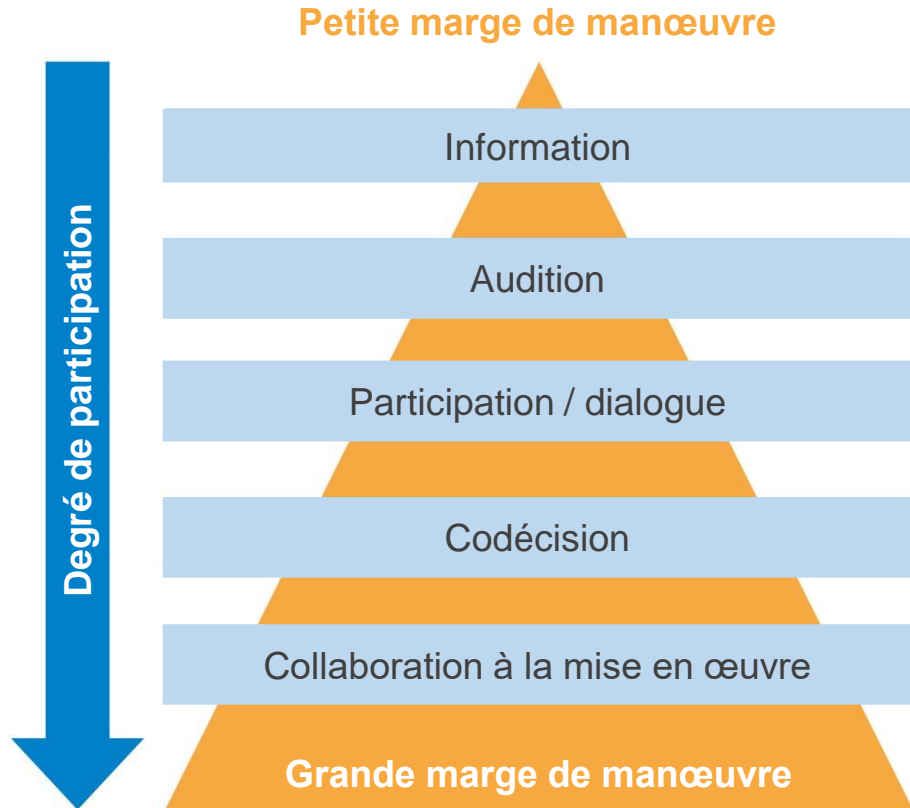 Petite marge de manœuvre
Degré de participation
Information
Audition
Participation / dialogue
Codécision
Collaboration à la mise en œuvre
Grande marge de manœuvre